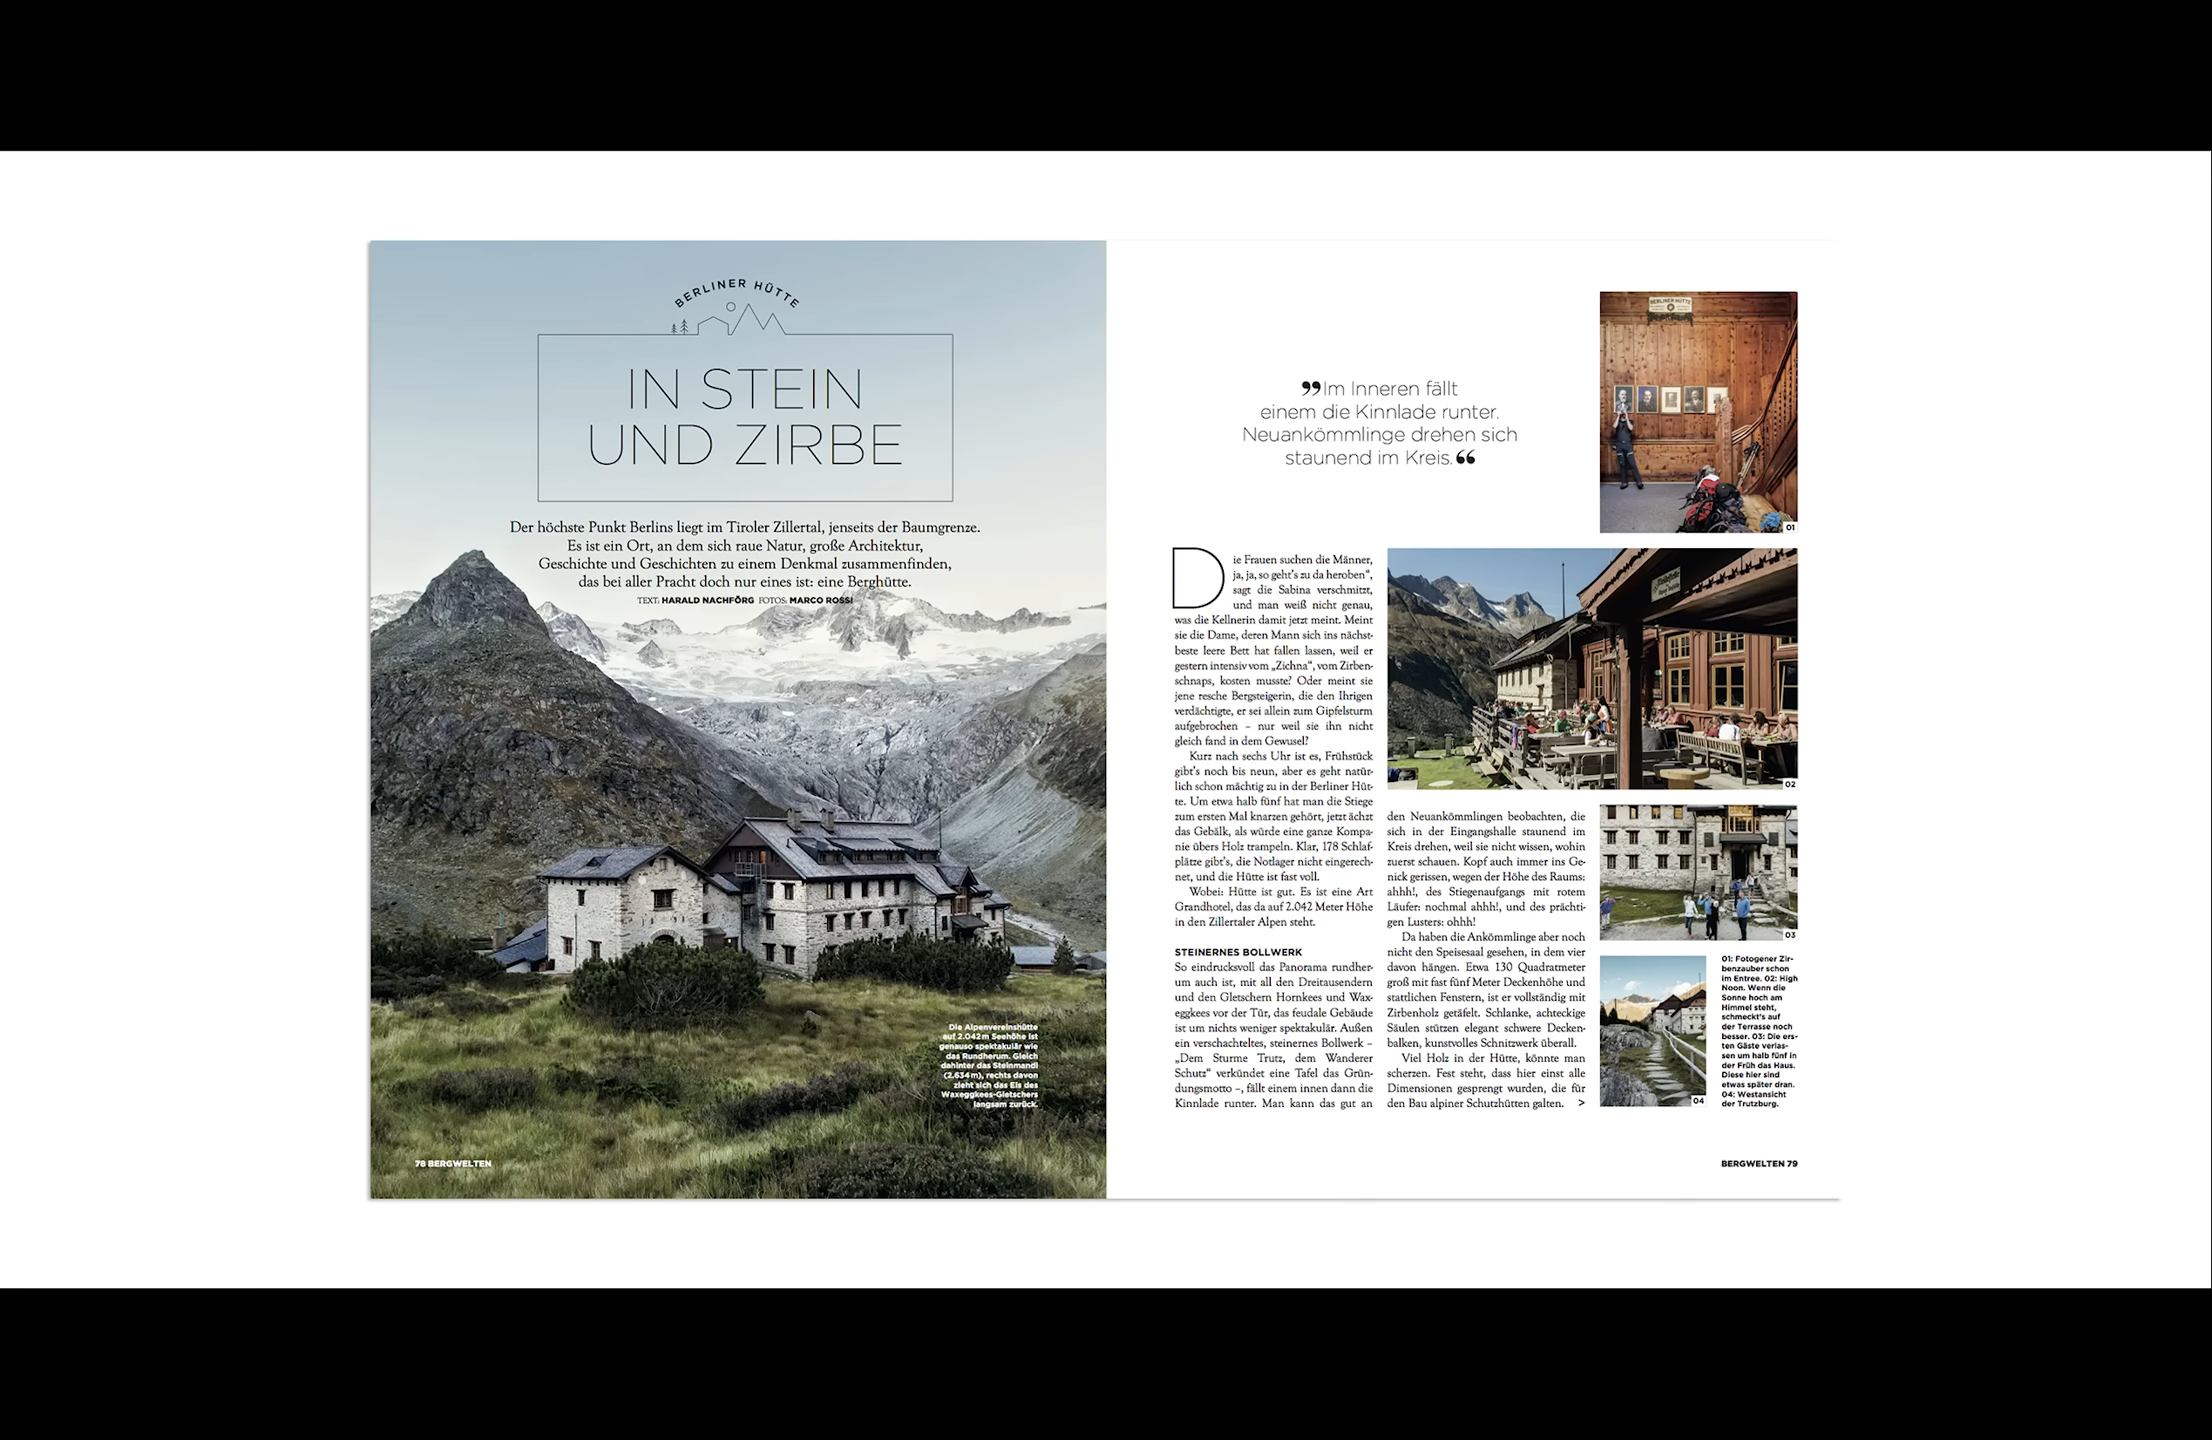 BERLINER HÜTTE
IN STEIN
UND ZIRBE
Der höchste Punkt Berlins liegt im Tiroler Zillertal, jenseits der Baumgrenze.
Es ist ein Ort, an dem sich raue Natur, große Architektur,
Geschichte und Geschichten zu einem Denkmal zusammenfinden,
das bei aller Pracht doch nur eines ist: eine Berghütte.
TEXT: HARALD NACHFÖRG FOTOS: MARCO ROSSI
Die Alpenvereinshütte
auf 2.042 m Seehöhe ist
genauso spektakulär wie
das Rundherum. Gleich
dahinter das Steinmandl
(2.634 m), rechts davon
zieht sich das Eis des
Waxeggkees-Gletschers
langsam zurück.
78 BERGWELTEN
”Im Inneren fällt
einem die Kinnlade runter.
Neuankömmlinge drehen sich
staunend im Kreis.“
BERLINER HÜTTE
01
Die Frauen suchen die Männer,
ja, ja, so geht's zu da heroben“,
sagt die Sabina verschmitzt,
und man weiß nicht genau,
was die Kellnerin damit jetzt meint. Meint
sie die Dame, deren Mann sich ins nächst-
beste leere Bett hat fallen lassen, weil er
gestern intensiv vom „Zichna“, vom Zirben-
schnaps, kosten musste? Oder meint sie
jene resche Bergsteigerin, die den Ihrigen
verdächtigte, er sei allein zum Gipfelsturm
aufgebrochen – nur weil sie ihn nicht
gleich fand in dem Gewusel?
Kurz nach sechs Uhr ist es, Frühstück
gibt's noch bis neun, aber es geht natür-
lich schon mächtig zu in der Berliner Hüt-
te. Um etwa halb fünf hat man die Stiege
zum ersten Mal knarzen gehört, jetzt ächzt
das Gebälk, als würde eine ganze Kompa-
nie übers Holz trampeln. Klar, 178 Schlaf-
plätze gibt's, die Notlager nicht eingerech-
net, und die Hütte ist fast voll.
Wobei: Hütte ist gut. Es ist eine Art
Grandhotel, das da auf 2.042 Meter Höhe
in den Zillertaler Alpen steht.
STEINERNES BOLLWERK
So eindrucksvoll das Panorama rundher-
um auch ist, mit all den Dreitausendern
und den Gletschern Hornkees und Wax-
eggkees vor der Tür, das feudale Gebäude
ist um nichts weniger spektakulär. Außen
ein verschachteltes, steinernes Bollwerk –
„Dem Sturme Trutz, dem Wanderer
Schutz“ verkündet eine Tafel das Grün-
dungsmotto –, fällt einem innen dann die
Kinnlade runter. Man kann das gut an
02
den Neuankömmlingen beobachten, die
sich in der Eingangshalle staunend im
Kreis drehen, weil sie nicht wissen, wohin
zuerst schauen. Kopf auch immer ins Ge-
nick gerissen, wegen der Höhe des Raums:
ahhh!, des Stiegenaufgangs mit rotem
Läufer: nochmal ahhh!, und des prächti-
gen Lusters: ohhh!
Da haben die Ankömmlinge aber noch
nicht den Speisesaal gesehen, in dem vier
davon hängen. Etwa 130 Quadratmeter
groß mit fast fünf Meter Deckenhöhe und
stattlichen Fenstern, ist er vollständig mit
Zirbenholz getäfelt. Schlanke, achteckige
Säulen stützen elegant schwere Decken-
balken, kunstvolles Schnitzwerk überall.
Viel Holz in der Hütte, könnte man
scherzen. Fest steht, dass hier einst alle
Dimensionen gesprengt wurden, die für
den Bau alpiner Schutzhütten galten. >
03
04
01: Fotogener Zir-
benzauber schon
im Entree. 02: High
Noon. Wenn die
Sonne hoch am
Himmel steht,
schmeckt's auf
der Terrasse noch
besser. 03: Die ers-
ten Gäste verlas-
sen um halb fünf in
der Früh das Haus.
Diese hier sind
etwas später dran.
04: Westansicht
der Trutzburg.
BERGWELTEN 79